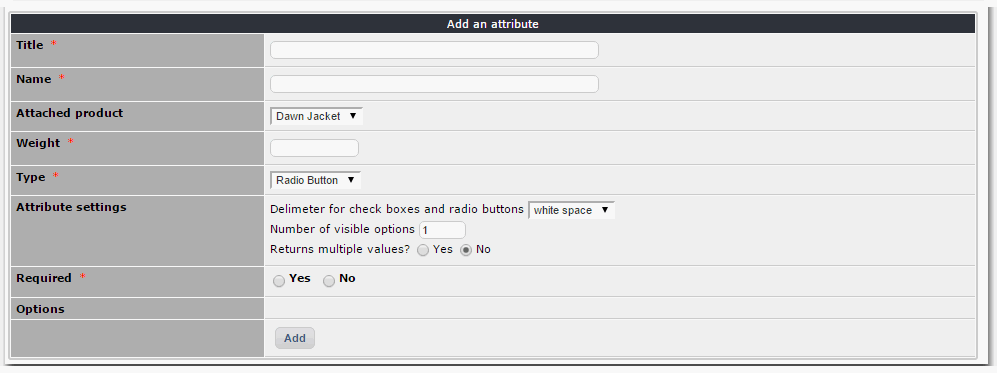 Add an attribute
Title *
Name *
Attached product Dawn Jacket ▼
Weight *
Type * Radio Button ▼
Attribute settings Delimeter for check boxes and radio buttons white space ▼
Number of visible options 1
Returns multiple values? Yes No
Required * Yes No
Options
Add